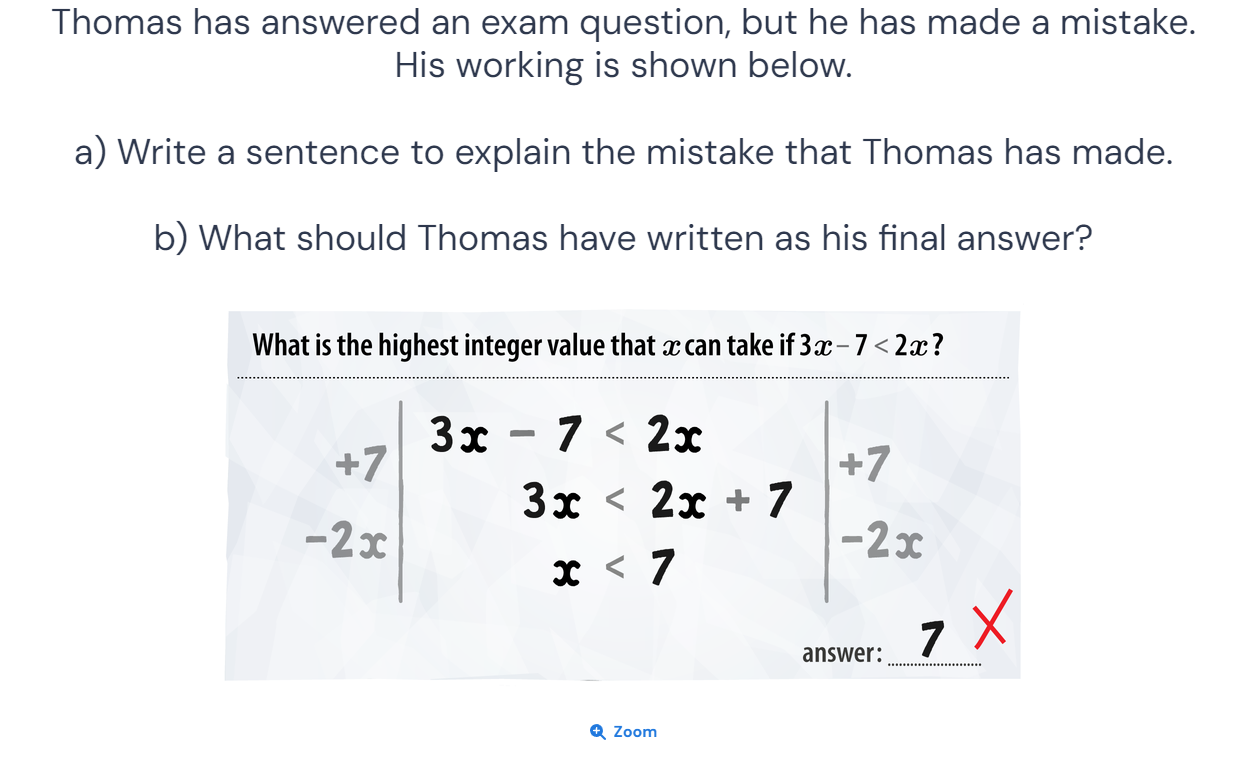 Thomas has answered an exam question, but he has made a mistake.
His working is shown below.
a) Write a sentence to explain the mistake that Thomas has made.
b) What should Thomas have written as his final answer?
What is the highest integer value that x can take if 3x – 7 < 2x?
3x – 7 < 2x
+7 +7
3x < 2x + 7
–2x –2x
x < 7
answer: 7
Zoom